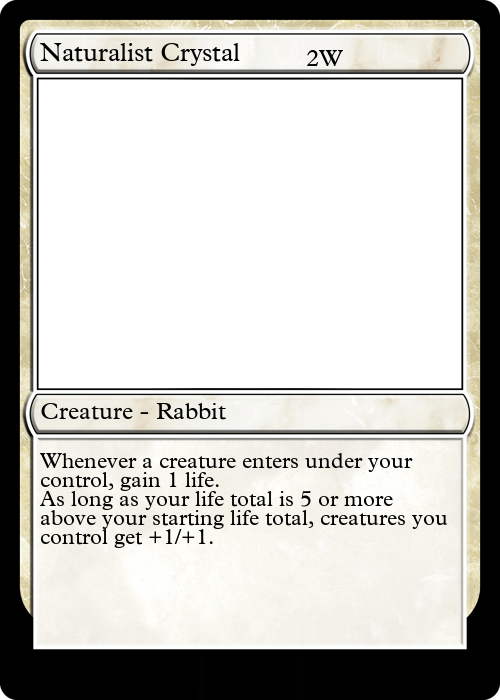 Naturalist Crystal 2W
Creature - Rabbit
Whenever a creature enters under your
control, gain 1 life.
As long as your life total is 5 or more
above your starting life total, creatures you
control get +1/+1.